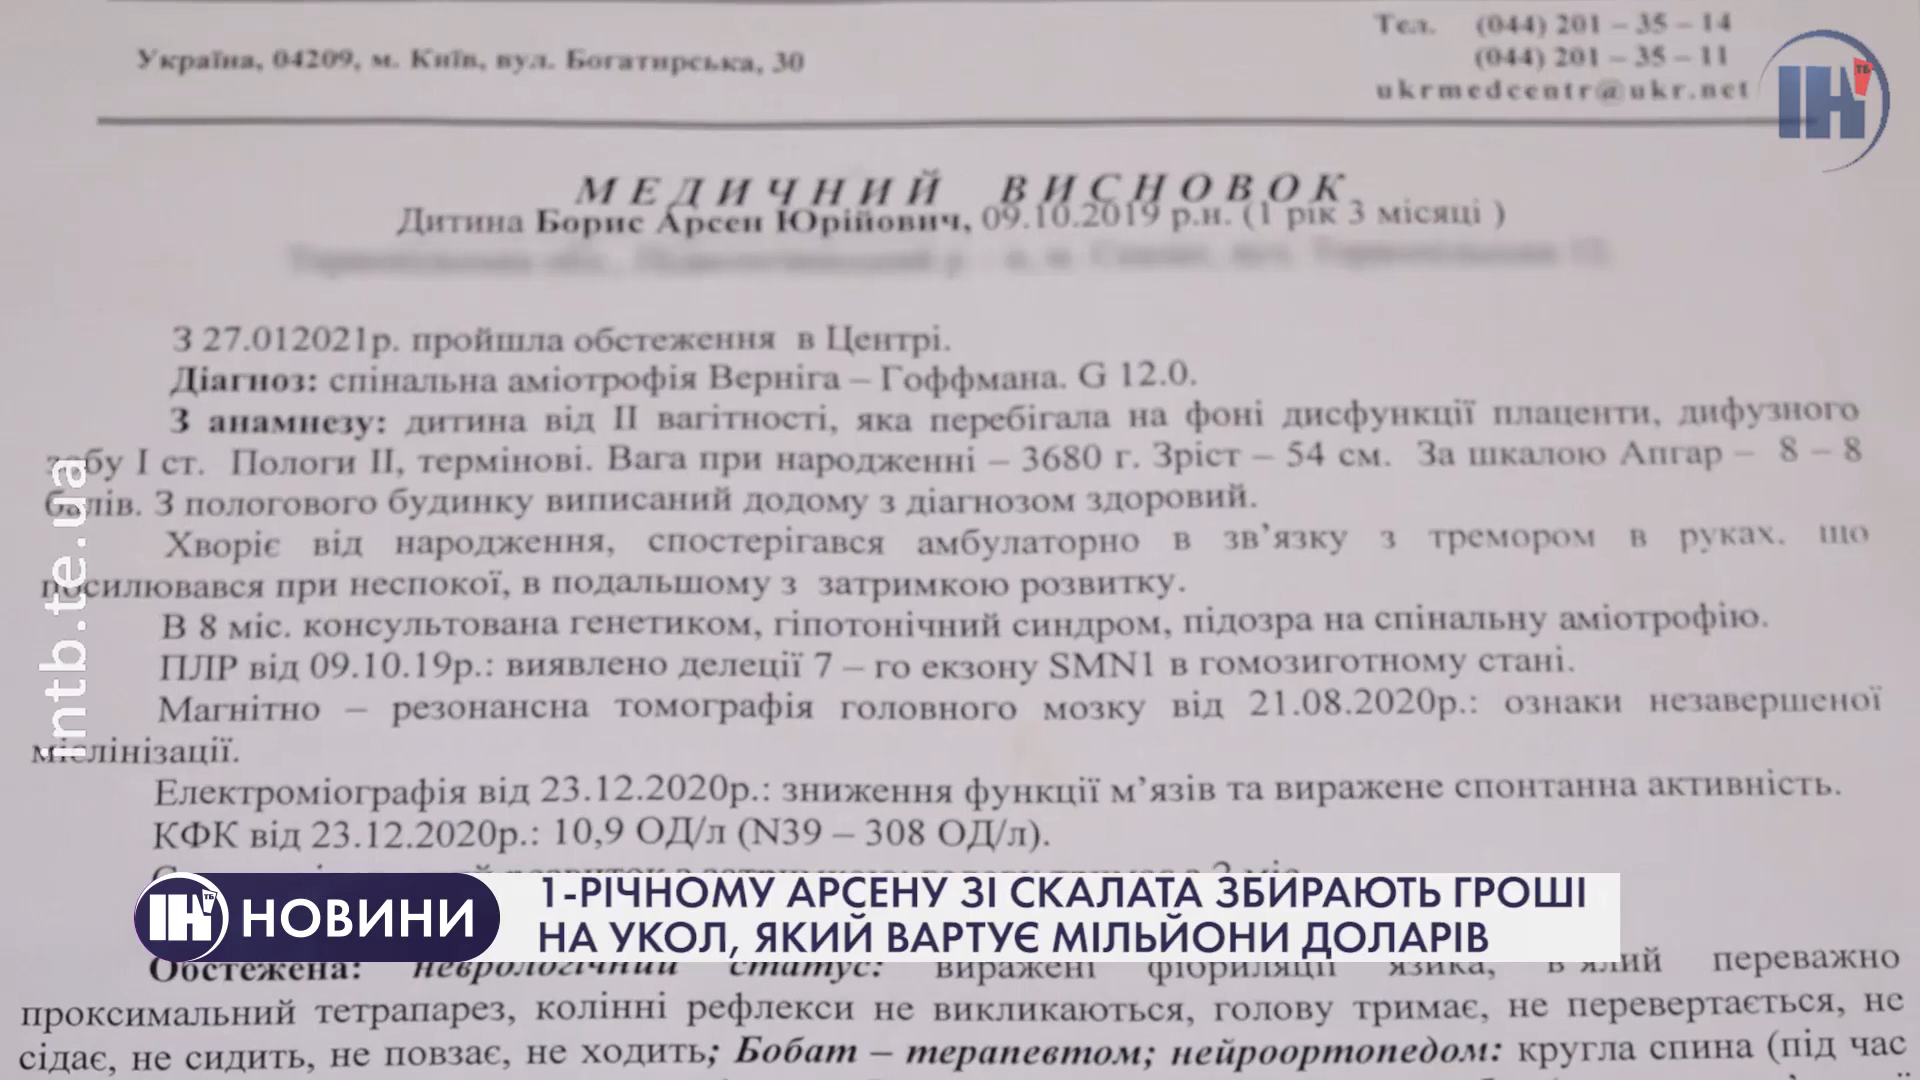 Україна, 04209, м. Київ, вул. Богатирська, 30
Тел. (044) 201 – 35 – 14
(044) 201 – 35 – 11
ukrmedcentr@ukr.net
ІН ТБ
МЕДИЧНИЙ ВИСНОВОК
Дитина Борис Арсен Юрійович, 09.10.2019 р.н. (1 рік 3 місяці )
З 27.012021р. пройшла обстеження в Центрі.
Діагноз: спінальна аміотрофія Верніга – Гоффмана. G 12.0.
З анамнезу: дитина від ІІ вагітності, яка перебігала на фоні дисфункції плаценти, дифузного
зобу І ст. Пологи ІІ, термінові. Вага при народженні – 3680 г. Зріст – 54 см. За шкалою Апгар – 8 – 8
балів. З пологового будинку виписаний додому з діагнозом здоровий.
Хворіє від народження, спостерігався амбулаторно в зв’язку з тремором в руках. що
посилювався при неспокої, в подальшому з затримкою розвитку.
В 8 міс. консультована генетиком, гіпотонічний синдром, підозра на спінальну аміотрофію.
ПЛР від 09.10.19р.: виявлено делеції 7 – го екзону SMN1 в гомозиготному стані.
Магнітно – резонансна томографія головного мозку від 21.08.2020р.: ознаки незавершеної
мієлінізації.
Електроміографія від 23.12.2020р.: зниження функції м’язів та виражене спонтанна активність.
КФК від 23.12.2020р.: 10,9 ОД/л (N39 – 308 ОД/л).
intb.te.ua
ІН ТБ НОВИНИ
1-РІЧНОМУ АРСЕНУ ЗІ СКАЛАТА ЗБИРАЮТЬ ГРОШІ
НА УКОЛ, ЯКИЙ ВАРТУЄ МІЛЬЙОНИ ДОЛАРІВ
Обстежена: неврологічний статус: виражені фібриляції язика, в’ялий переважно
проксимальний тетрапарез, колінні рефлекси не викликаються, голову тримає, не перевертається, не
сідає, не сидить, не повзає, не ходить; Бобат – терапевтом; нейроортопедом: кругла спина (під час